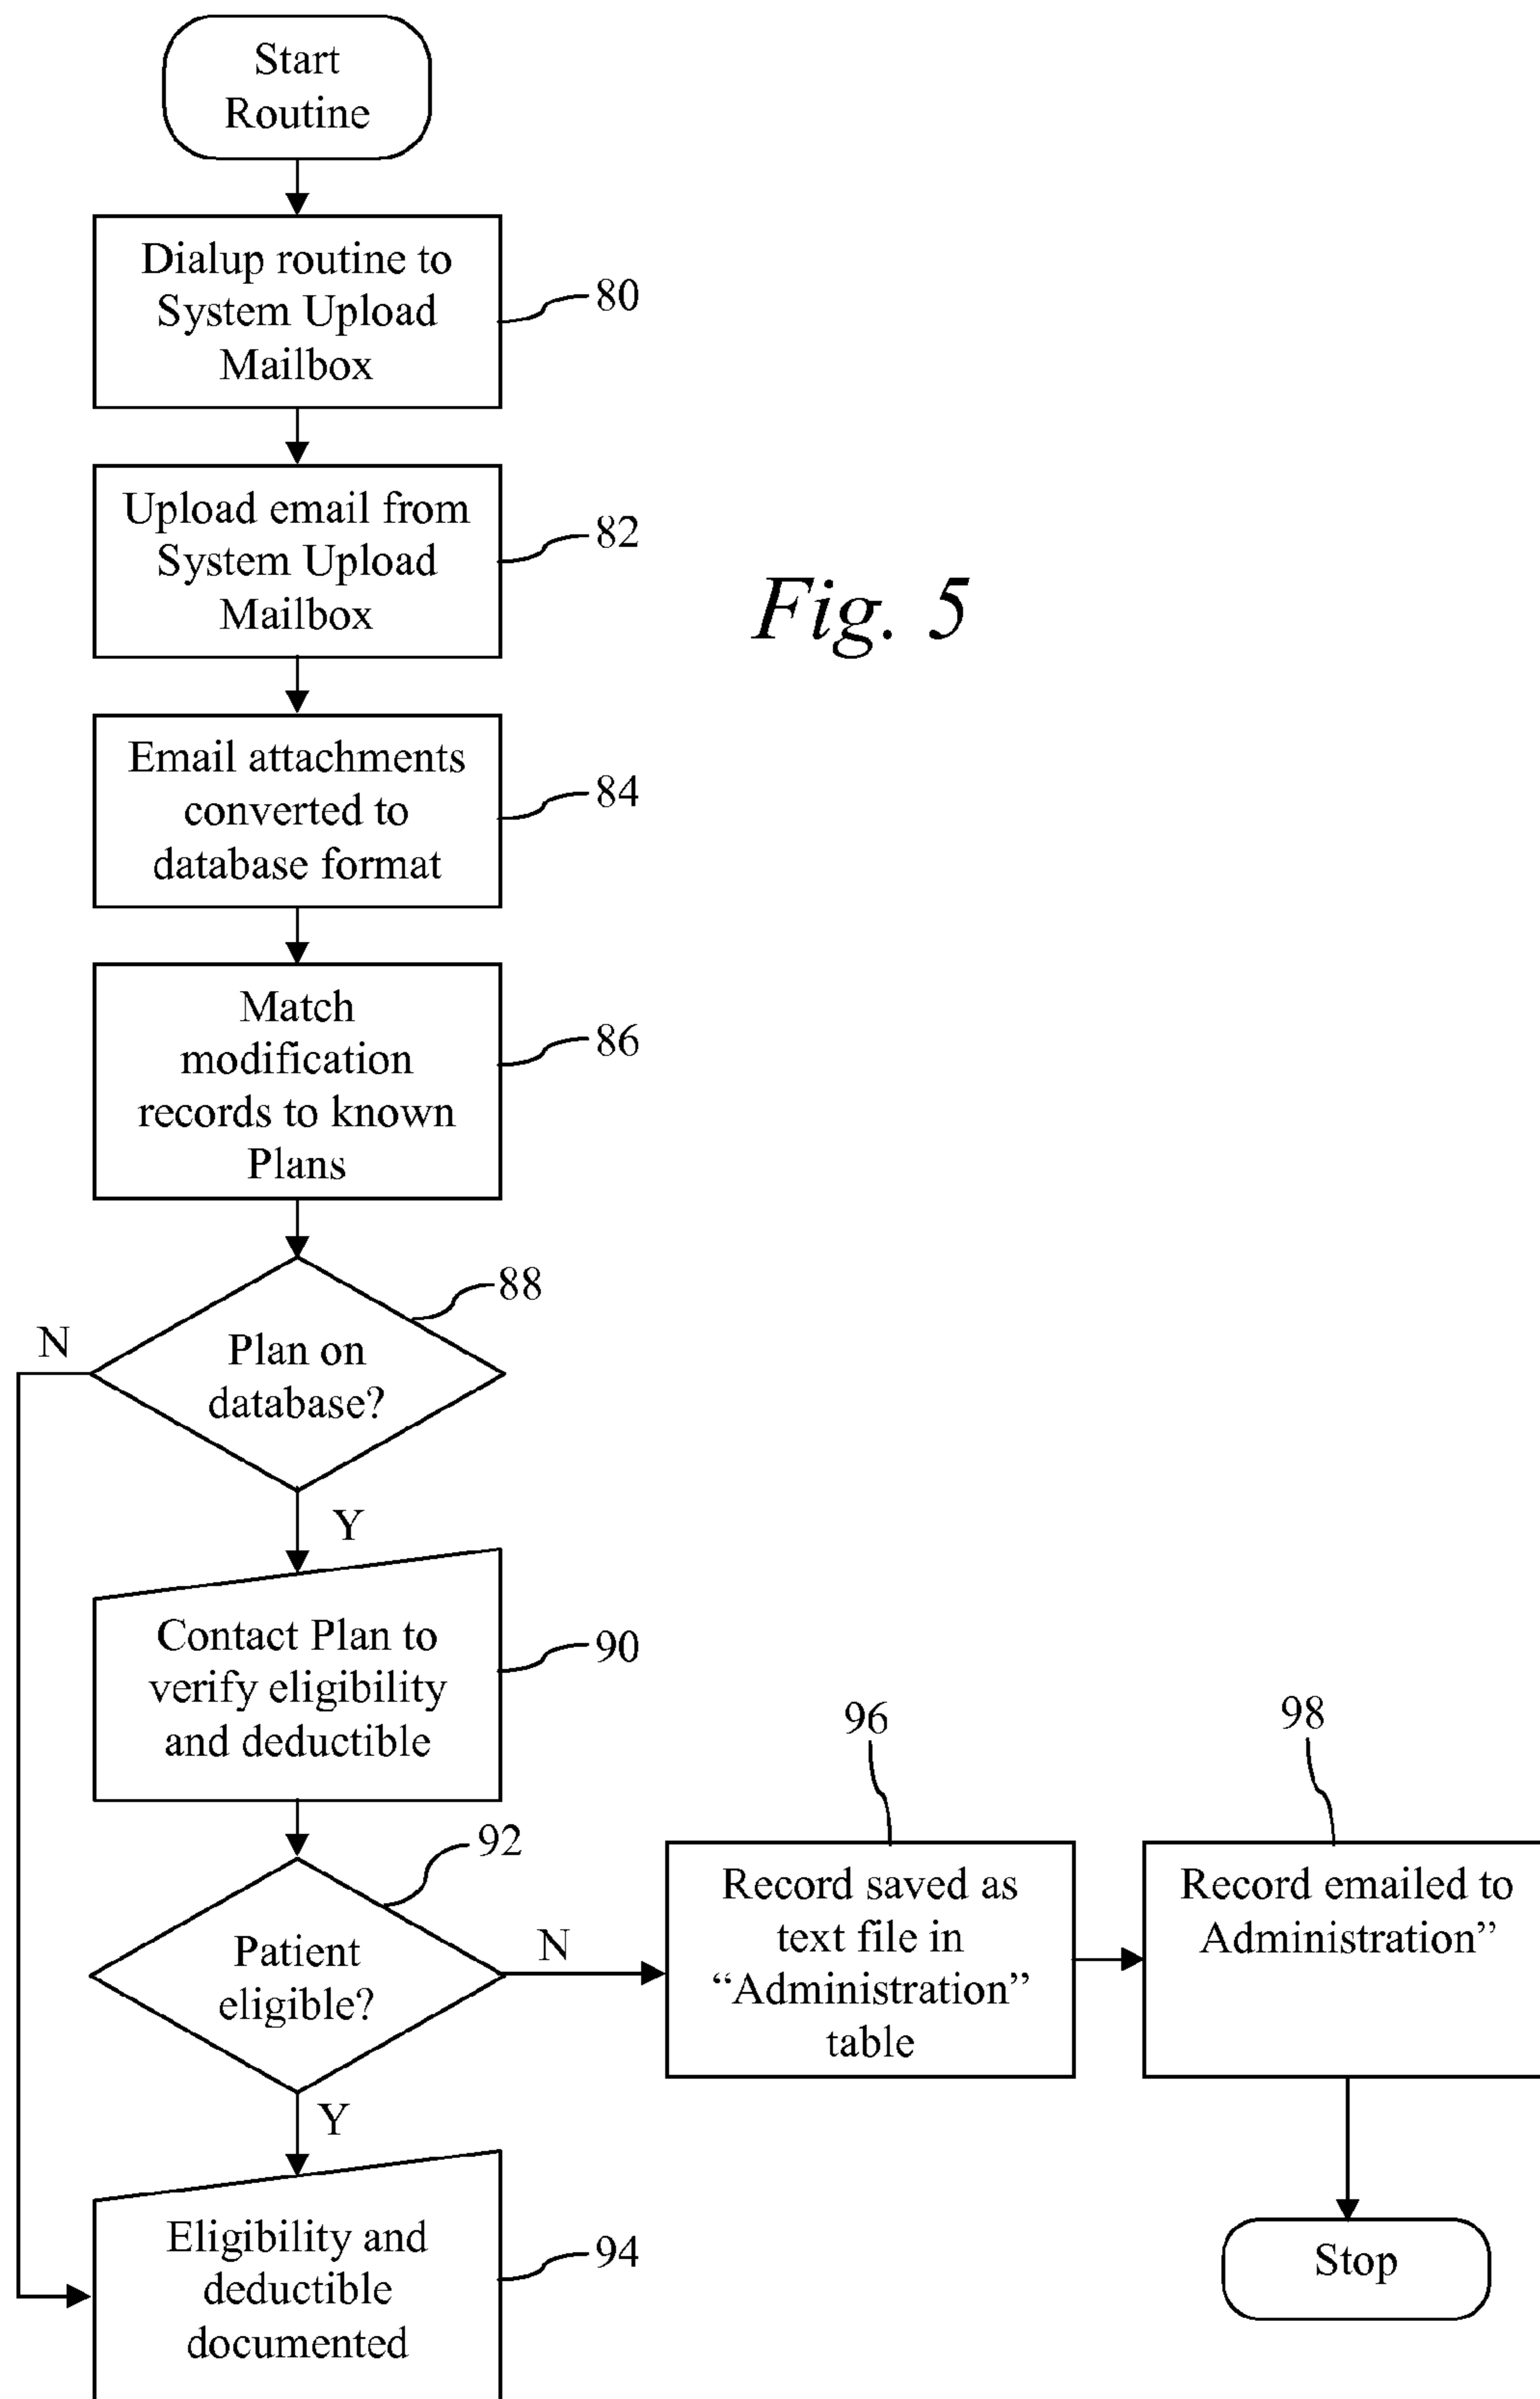 Start
Routine
Dialup routine to
System Upload
Mailbox
80
Upload email from
System Upload
Mailbox
82
Fig. 5
Email attachments
converted to
database format
84
Match
modification
records to known
Plans
86
88
N
Plan on
database?
Y
Contact Plan to
verify eligibility
and deductible
90
92
Patient
eligible?
N
96
Record saved as
text file in
“Administration”
table
98
Record emailed to
Administration”
Y
Eligibility and
deductible
documented
94
Stop